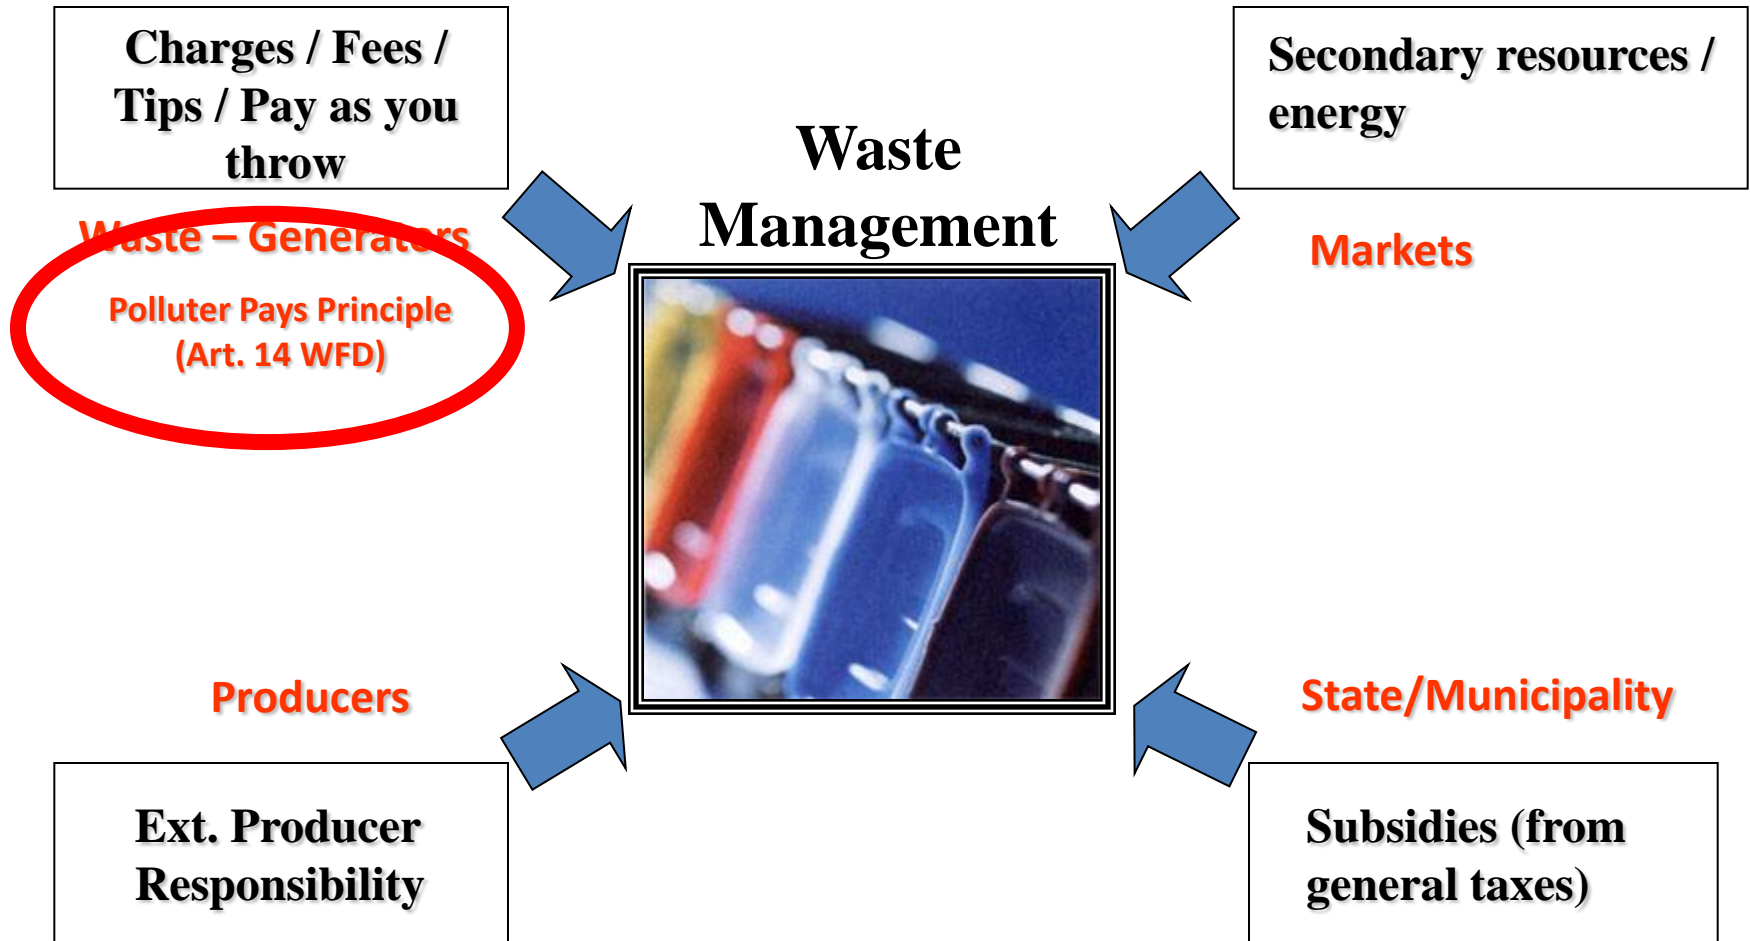 Charges / Fees /
Tips / Pay as you
throw
Waste – Generators
Polluter Pays Principle
(Art. 14 WFD)
Waste
Management
Secondary resources /
energy
Markets
Producers
Ext. Producer
Responsibility
State/Municipality
Subsidies (from
general taxes)